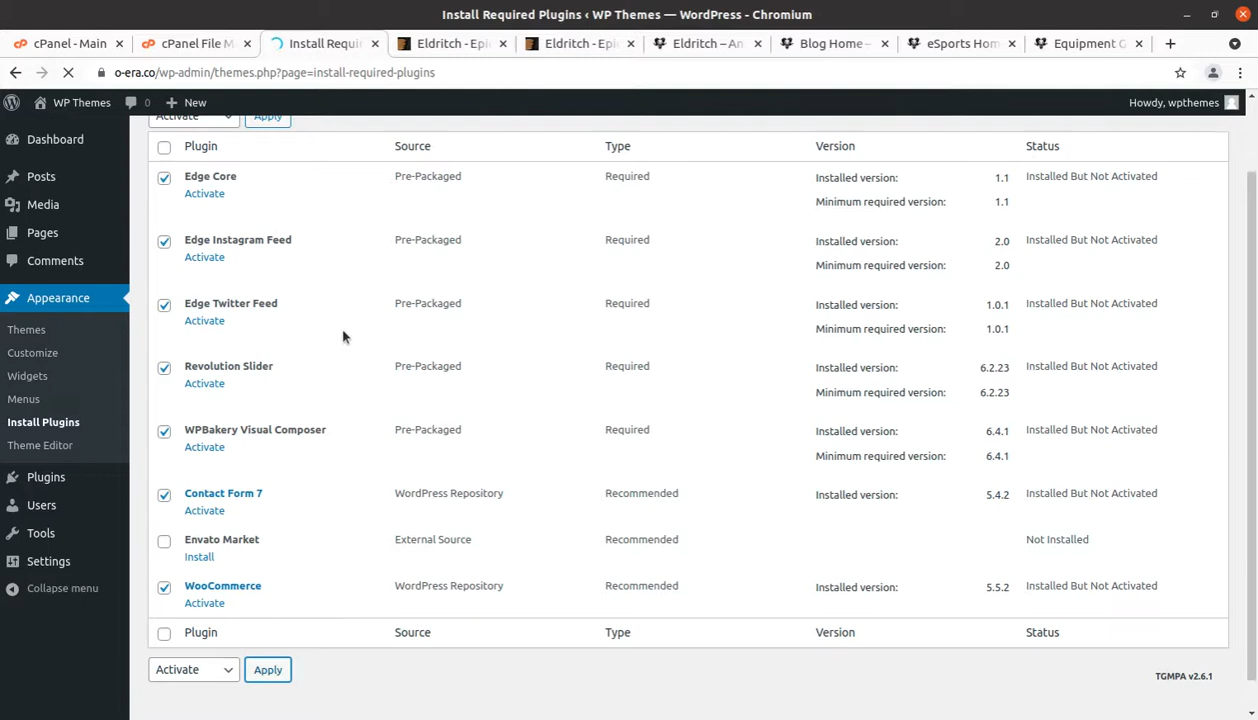 Install Required Plugins ‹ WP Themes — WordPress - Chromium
cPanel - Main
cPanel File M
Install Requir
Eldritch - Epi
Eldritch - Epi
Eldritch – An
Blog Home –
eSports Hom
Equipment G
o-era.co/wp-admin/themes.php?page=install-required-plugins
WP Themes 0 New Howdy, wpthemes
Dashboard
Posts
Media
Pages
Comments
Appearance
Themes
Customize
Widgets
Menus
Install Plugins
Theme Editor
Plugins
Users
Tools
Settings
Collapse menu
Activate Apply
Plugin Source Type Version Status
Edge Core Pre-Packaged Required Installed version: 1.1 Installed But Not Activated
Activate Minimum required version: 1.1
Edge Instagram Feed Pre-Packaged Required Installed version: 2.0 Installed But Not Activated
Activate Minimum required version: 2.0
Edge Twitter Feed Pre-Packaged Required Installed version: 1.0.1 Installed But Not Activated
Activate Minimum required version: 1.0.1
Revolution Slider Pre-Packaged Required Installed version: 6.2.23 Installed But Not Activated
Activate Minimum required version: 6.2.23
WPBakery Visual Composer Pre-Packaged Required Installed version: 6.4.1 Installed But Not Activated
Activate Minimum required version: 6.4.1
Contact Form 7 WordPress Repository Recommended Installed version: 5.4.2 Installed But Not Activated
Activate
Envato Market External Source Recommended Not Installed
Install
WooCommerce WordPress Repository Recommended Installed version: 5.5.2 Installed But Not Activated
Activate
Plugin Source Type Version Status
Activate Apply
TGMPA v2.6.1